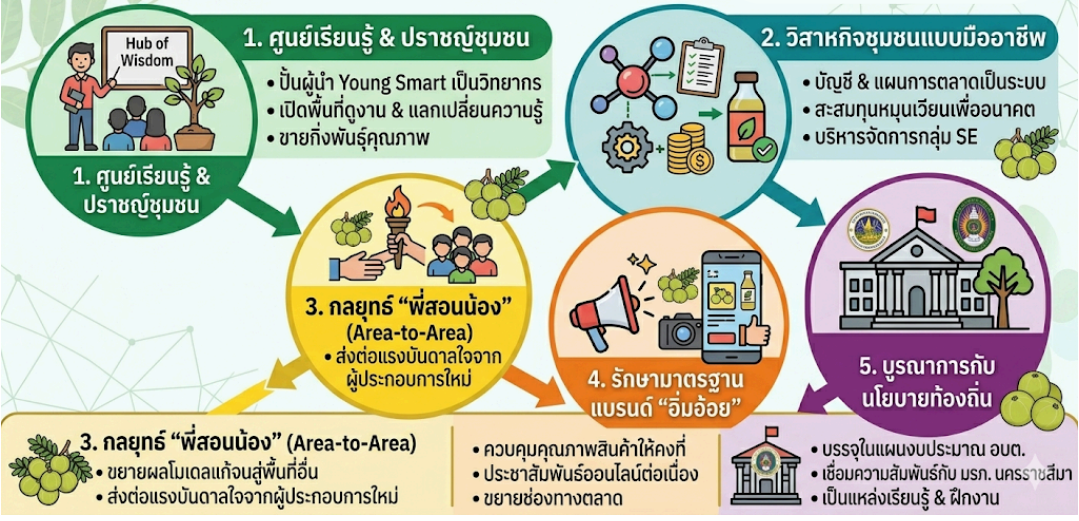 Hub of
Wisdom
1. ศูนย์เรียนรู้ & ปราชญ์ชุมชน
• ปั้นผู้นำ Young Smart เป็นวิทยากร
• เปิดพื้นที่ดูงาน & แลกเปลี่ยนความรู้
• ขายกิ่งพันธุ์คุณภาพ
1. ศูนย์เรียนรู้ &
ปราชญ์ชุมชน
2. วิสาหกิจชุมชนแบบมืออาชีพ
• บัญชี & แผนการตลาดเป็นระบบ
• สะสมทุนหมุนเวียนเพื่ออนาคต
• บริหารจัดการกลุ่ม SE
3. กลยุทธ์ “พี่สอนน้อง”
(Area-to-Area)
• ส่งต่อแรงบันดาลใจจาก
ผู้ประกอบการใหม่
4. รักษามาตรฐาน
แบรนด์ “อิ่มอ้อย”
5. บูรณาการกับ
นโยบายท้องถิ่น
3. กลยุทธ์ “พี่สอนน้อง” (Area-to-Area)
• ขยายผลโมเดลแก้จนสู่พื้นที่อื่น
• ส่งต่อแรงบันดาลใจจากผู้ประกอบการใหม่
• ควบคุมคุณภาพสินค้าให้คงที่
• ประชาสัมพันธ์ออนไลน์ต่อเนื่อง
• ขยายช่องทางตลาด
• บรรจุในแผนงบประมาณ อบต.
• เชื่อมความสัมพันธ์กับ มรภ. นครราชสีมา
• เป็นแหล่งเรียนรู้ & ฝึกงาน